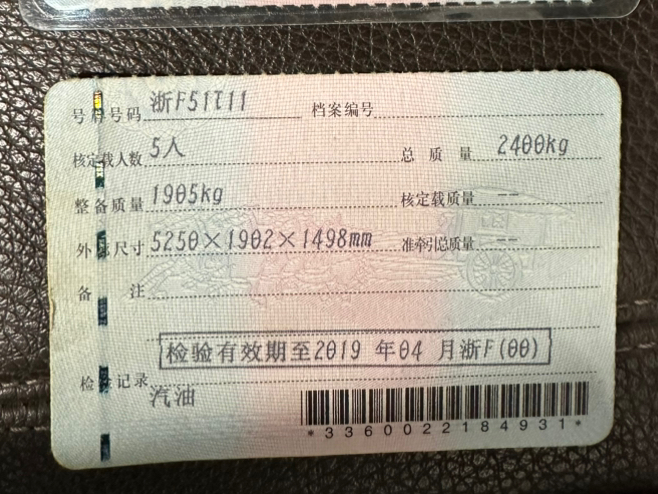 号牌号码 浙F51T11 档案编号
核定载人数 5人 总质量 2400kg
整备质量 1905kg 核定载质量 --
外廓尺寸 5250×1902×1498mm 准牵引总质量 --
备注
检验有效期至2019年04月浙F(00)
检验记录
汽油
*3360022184931*